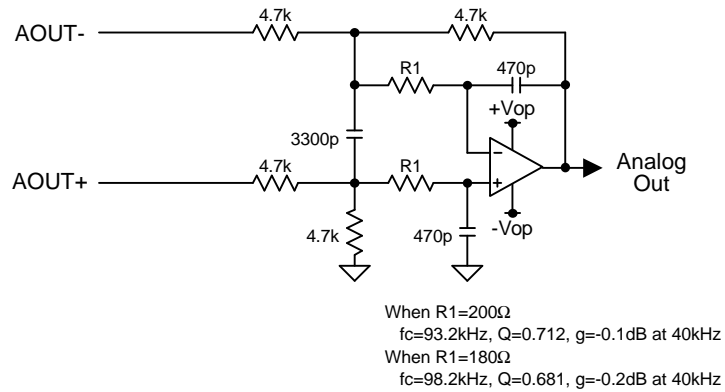 4.7k
4.7k
AOUT-
R1
470p
+Vop
3300p
4.7k
R1
Analog
Out
AOUT+
4.7k
470p
-Vop
When R1=200Ω
fc=93.2kHz, Q=0.712, g=-0.1dB at 40kHz
When R1=180Ω
fc=98.2kHz, Q=0.681, g=-0.2dB at 40kHz